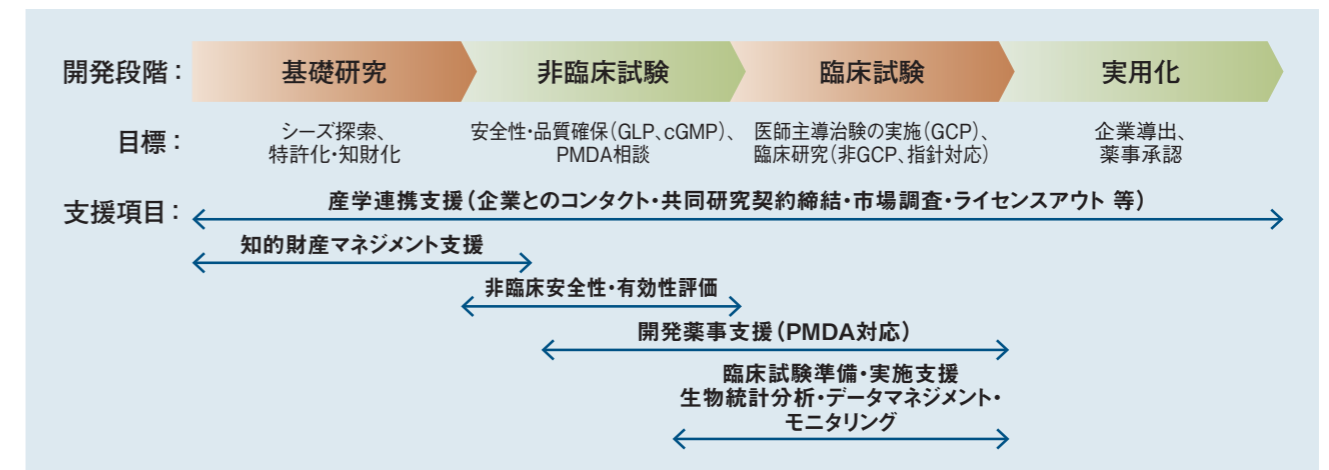 開発段階： 基礎研究 非臨床試験 臨床試験 実用化
目標： シーズ探索、 安全性・品質確保（GLP、cGMP）、 医師主導治験の実施（GCP）、 企業導出、
特許化・知財化 PMDA相談 臨床研究（非GCP、指針対応） 薬事承認
支援項目： 産学連携支援（企業とのコンタクト・共同研究契約締結・市場調査・ライセンスアウト 等）
知的財産マネジメント支援
非臨床安全性・有効性評価
開発薬事支援（PMDA対応）
臨床試験準備・実施支援
生物統計分析・データマネジメント・
モニタリング